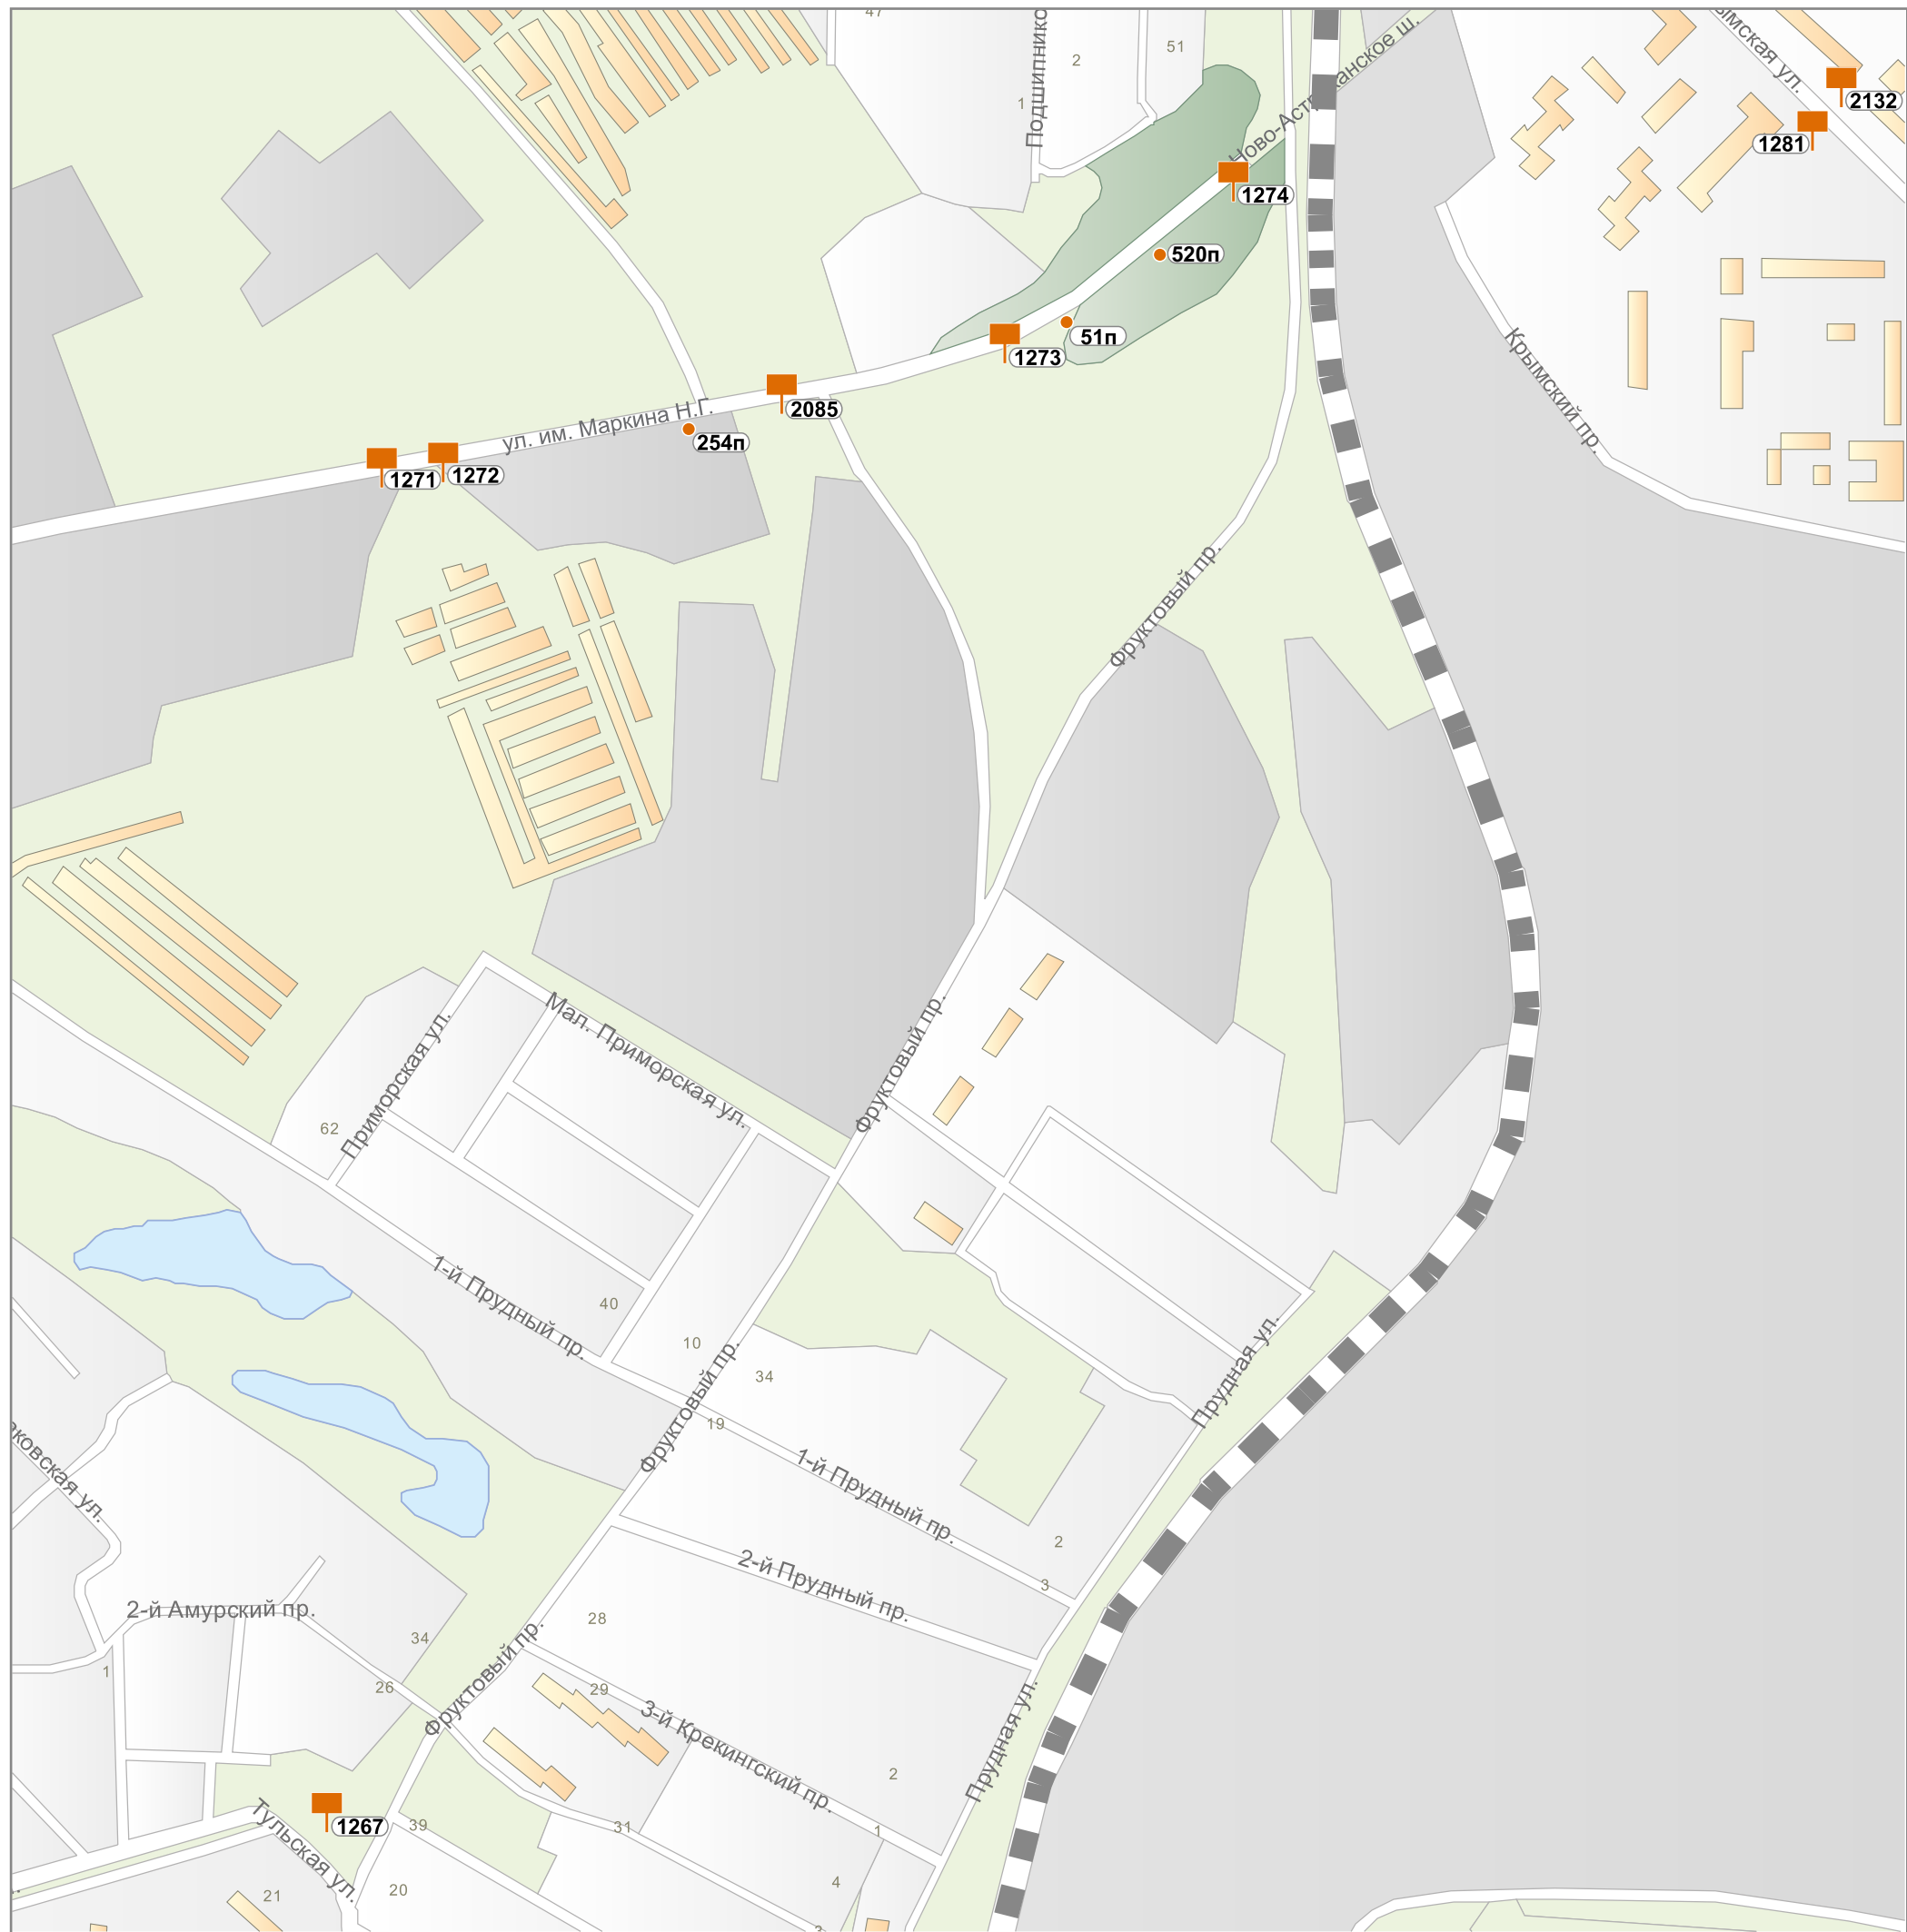 47
Подшипнико
2
51
1
Ново-Астраханское ш.
ымская ул.
2132
1281
1274
520п
51п
1273
2085
ул. им. Маркина Н.Г.
254п
1271
1272
Крымский пр.
Фруктовый пр.
Мал. Приморская ул.
Приморская ул.
Фруктовый пр.
62
1-й Прудный пр.
40
10
34
Прудная ул.
Фруктовый пр.
19
1-й Прудный пр.
ковская ул.
2
2-й Прудный пр.
3
2-й Амурский пр.
28
34
Фруктовый пр.
1
26
29
3-й Крекингский пр.
Прудная ул.
2
Тульская ул.
1267
39
31
1
4
20
21
2